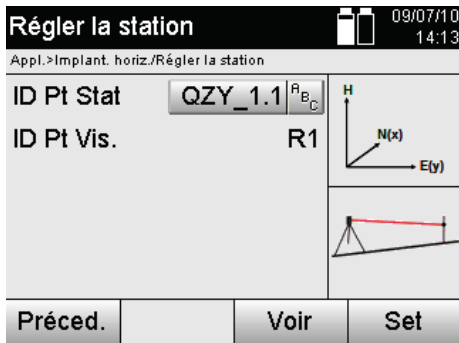 Régler la station
09/07/10
14:13
Appl.>Implant. horiz./Régler la station
ID Pt Stat QZY_1.1 ABC
ID Pt Vis. R1
H
N(x)
E(y)
Préced. Voir Set